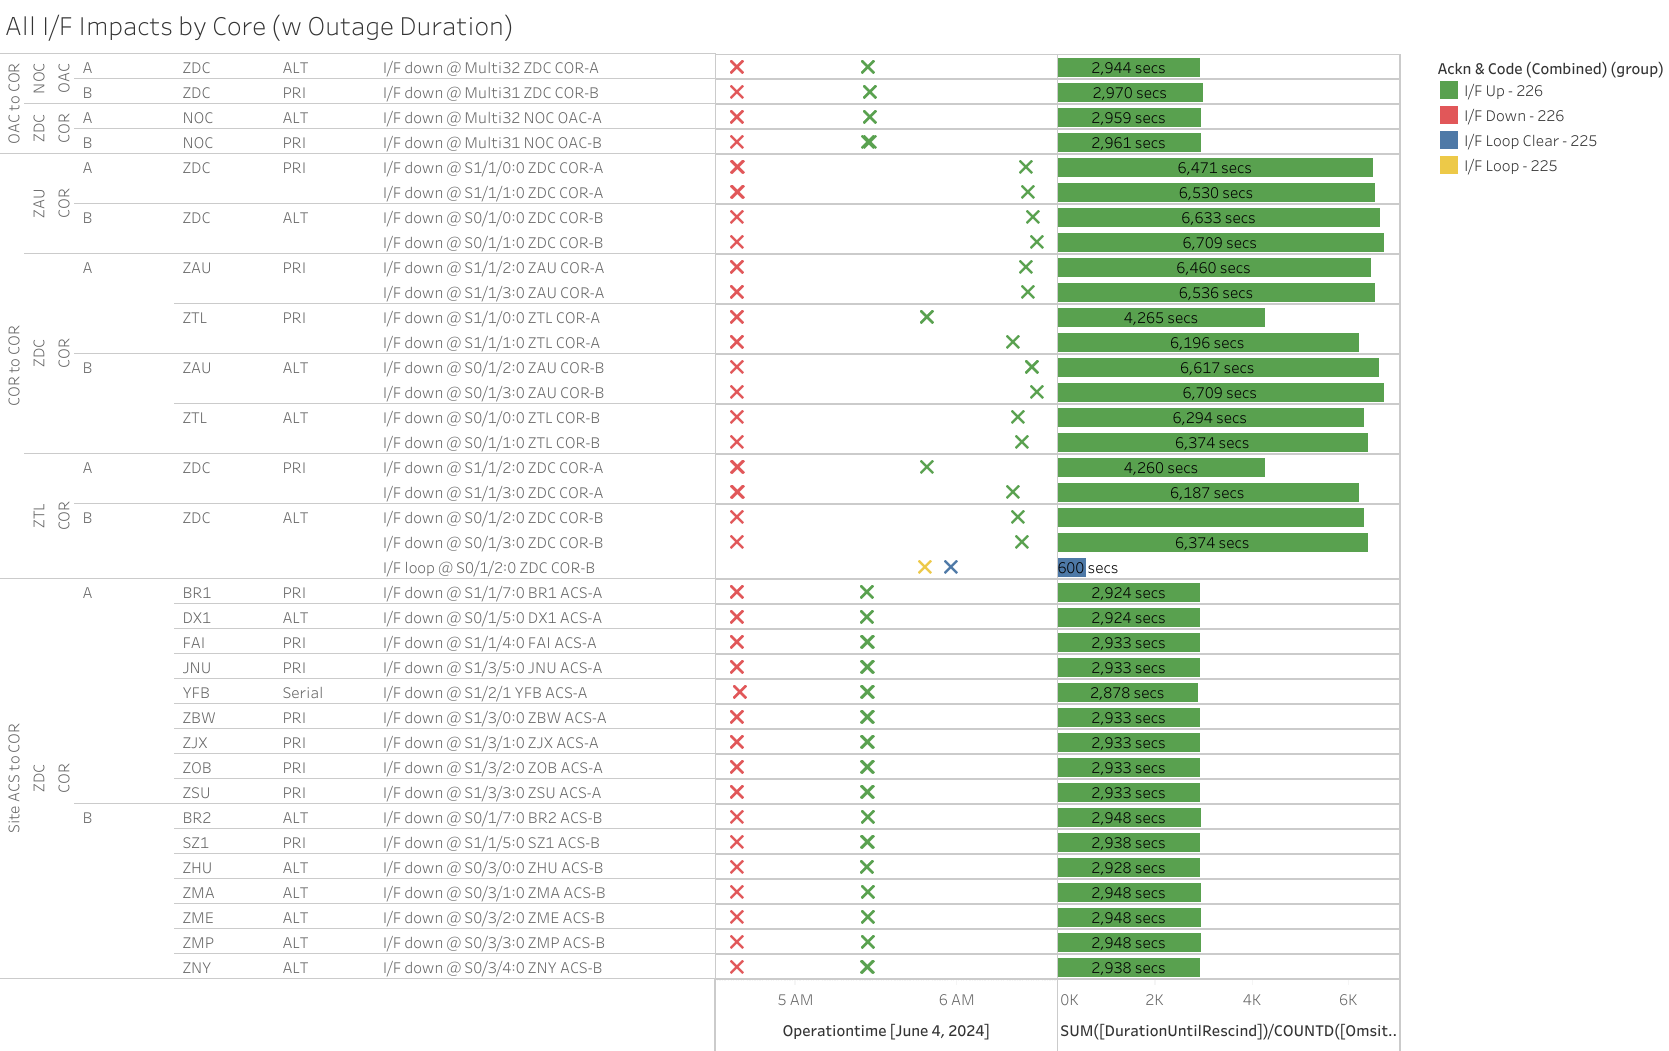 All I/F Impacts by Core (w Outage Duration)
OAC to COR NOC OAC A ZDC ALT I/F down @ Multi32 ZDC COR-A 2,944 secs
B ZDC PRI I/F down @ Multi31 ZDC COR-B 2,970 secs
ZDC COR A NOC ALT I/F down @ Multi32 NOC OAC-A 2,959 secs
B NOC PRI I/F down @ Multi31 NOC OAC-B 2,961 secs
COR to COR ZAU COR A ZDC PRI I/F down @ S1/1/0:0 ZDC COR-A 6,471 secs
I/F down @ S1/1/1:0 ZDC COR-A 6,530 secs
B ZDC ALT I/F down @ S0/1/0:0 ZDC COR-B 6,633 secs
I/F down @ S0/1/1:0 ZDC COR-B 6,709 secs
ZDC COR A ZAU PRI I/F down @ S1/1/2:0 ZAU COR-A 6,460 secs
I/F down @ S1/1/3:0 ZAU COR-A 6,536 secs
ZTL PRI I/F down @ S1/1/0:0 ZTL COR-A 4,265 secs
I/F down @ S1/1/1:0 ZTL COR-A 6,196 secs
B ZAU ALT I/F down @ S0/1/2:0 ZAU COR-B 6,617 secs
I/F down @ S0/1/3:0 ZAU COR-B 6,709 secs
ZTL ALT I/F down @ S0/1/0:0 ZTL COR-B 6,294 secs
I/F down @ S0/1/1:0 ZTL COR-B 6,374 secs
ZTL COR A ZDC PRI I/F down @ S1/1/2:0 ZDC COR-A 4,260 secs
I/F down @ S1/1/3:0 ZDC COR-A 6,187 secs
B ZDC ALT I/F down @ S0/1/2:0 ZDC COR-B
I/F down @ S0/1/3:0 ZDC COR-B 6,374 secs
I/F loop @ S0/1/2:0 ZDC COR-B 600 secs
Site ACS to COR ZDC COR A BR1 PRI I/F down @ S1/1/7:0 BR1 ACS-A 2,924 secs
DX1 ALT I/F down @ S0/1/5:0 DX1 ACS-A 2,924 secs
FAI PRI I/F down @ S1/1/4:0 FAI ACS-A 2,933 secs
JNU PRI I/F down @ S1/3/5:0 JNU ACS-A 2,933 secs
YFB Serial I/F down @ S1/2/1 YFB ACS-A 2,878 secs
ZBW PRI I/F down @ S1/3/0:0 ZBW ACS-A 2,933 secs
ZJX PRI I/F down @ S1/3/1:0 ZJX ACS-A 2,933 secs
ZOB PRI I/F down @ S1/3/2:0 ZOB ACS-A 2,933 secs
ZSU PRI I/F down @ S1/3/3:0 ZSU ACS-A 2,933 secs
B BR2 ALT I/F down @ S0/1/7:0 BR2 ACS-B 2,948 secs
SZ1 PRI I/F down @ S1/1/5:0 SZ1 ACS-B 2,938 secs
ZHU ALT I/F down @ S0/3/0:0 ZHU ACS-B 2,928 secs
ZMA ALT I/F down @ S0/3/1:0 ZMA ACS-B 2,948 secs
ZME ALT I/F down @ S0/3/2:0 ZME ACS-B 2,948 secs
ZMP ALT I/F down @ S0/3/3:0 ZMP ACS-B 2,948 secs
ZNY ALT I/F down @ S0/3/4:0 ZNY ACS-B 2,938 secs
5 AM 6 AM 0K 2K 4K 6K
Operationtime [June 4, 2024] SUM([DurationUntilRescind])/COUNTD([Omsit..
Ackn & Code (Combined) (group)
I/F Up - 226
I/F Down - 226
I/F Loop Clear - 225
I/F Loop - 225